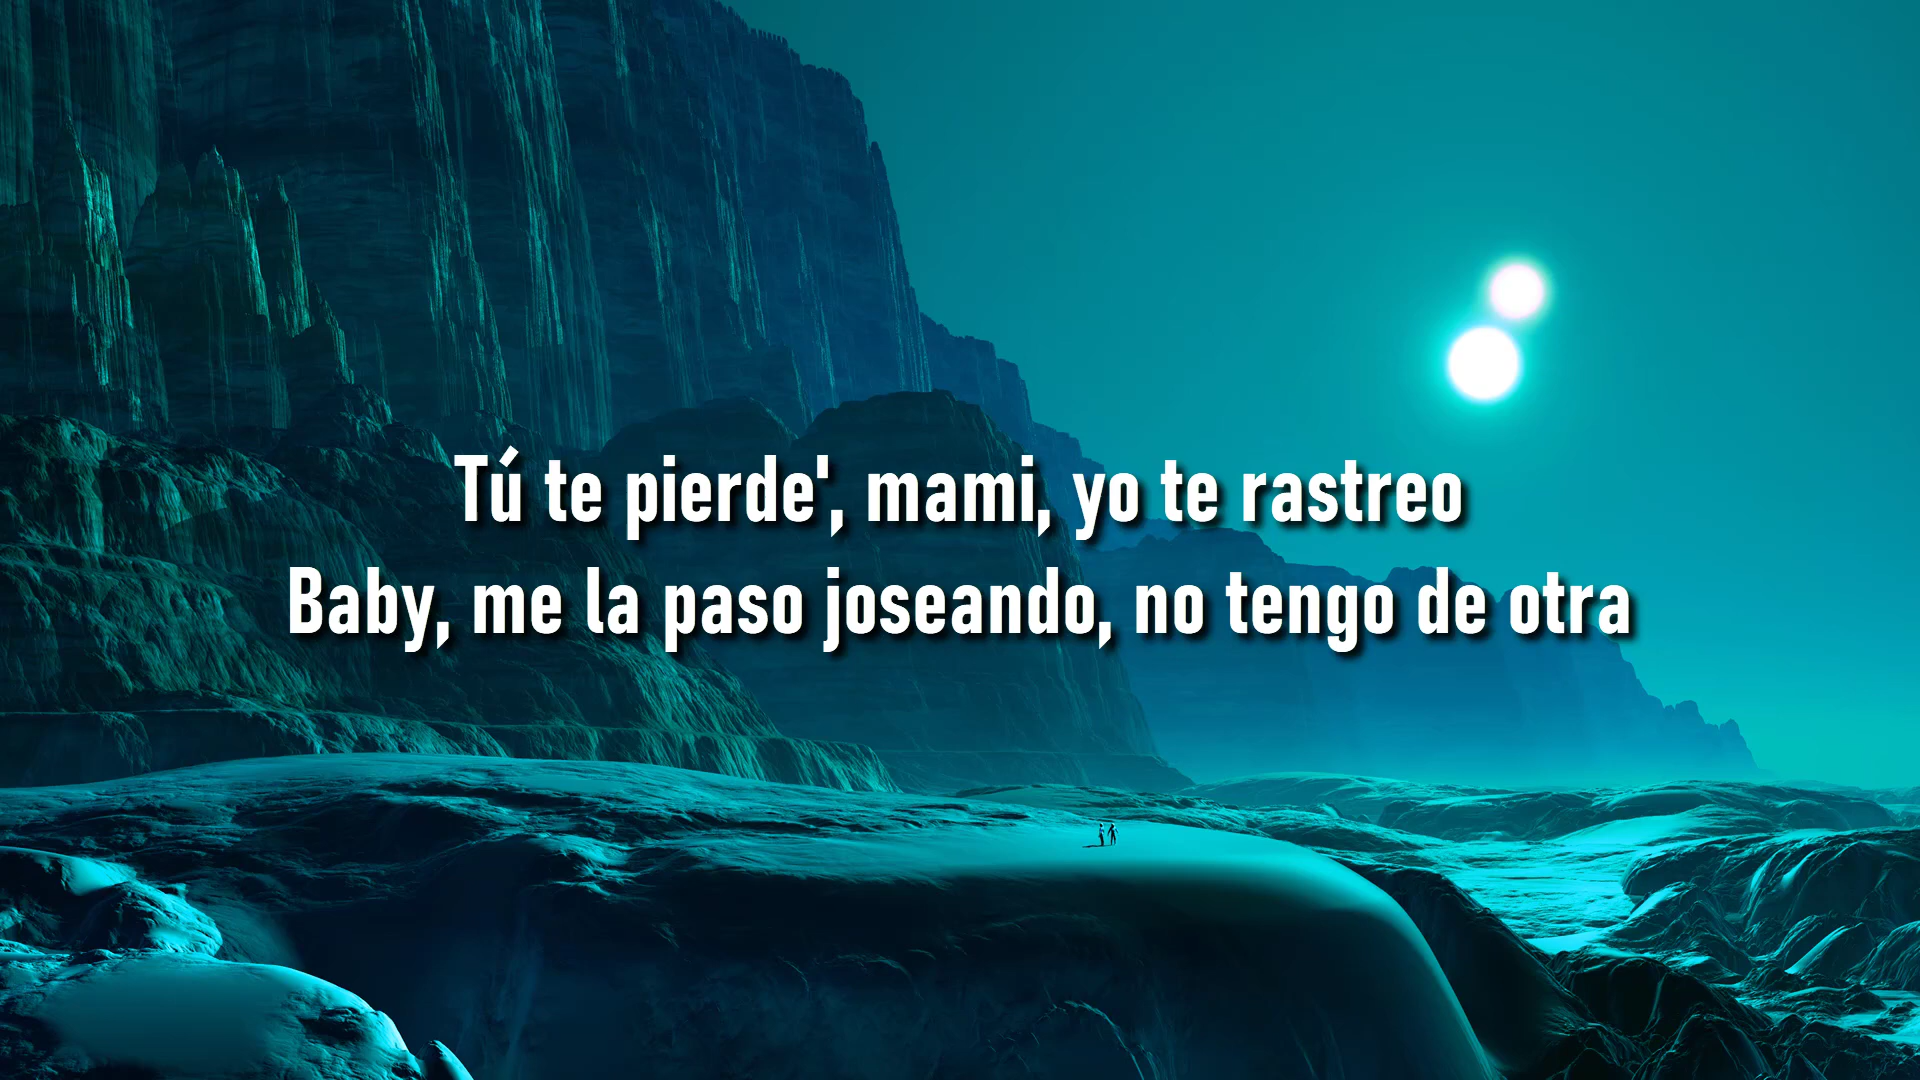 Tú te pierde', mami, yo te rastreo
Baby, me la paso joseando, no tengo de otra